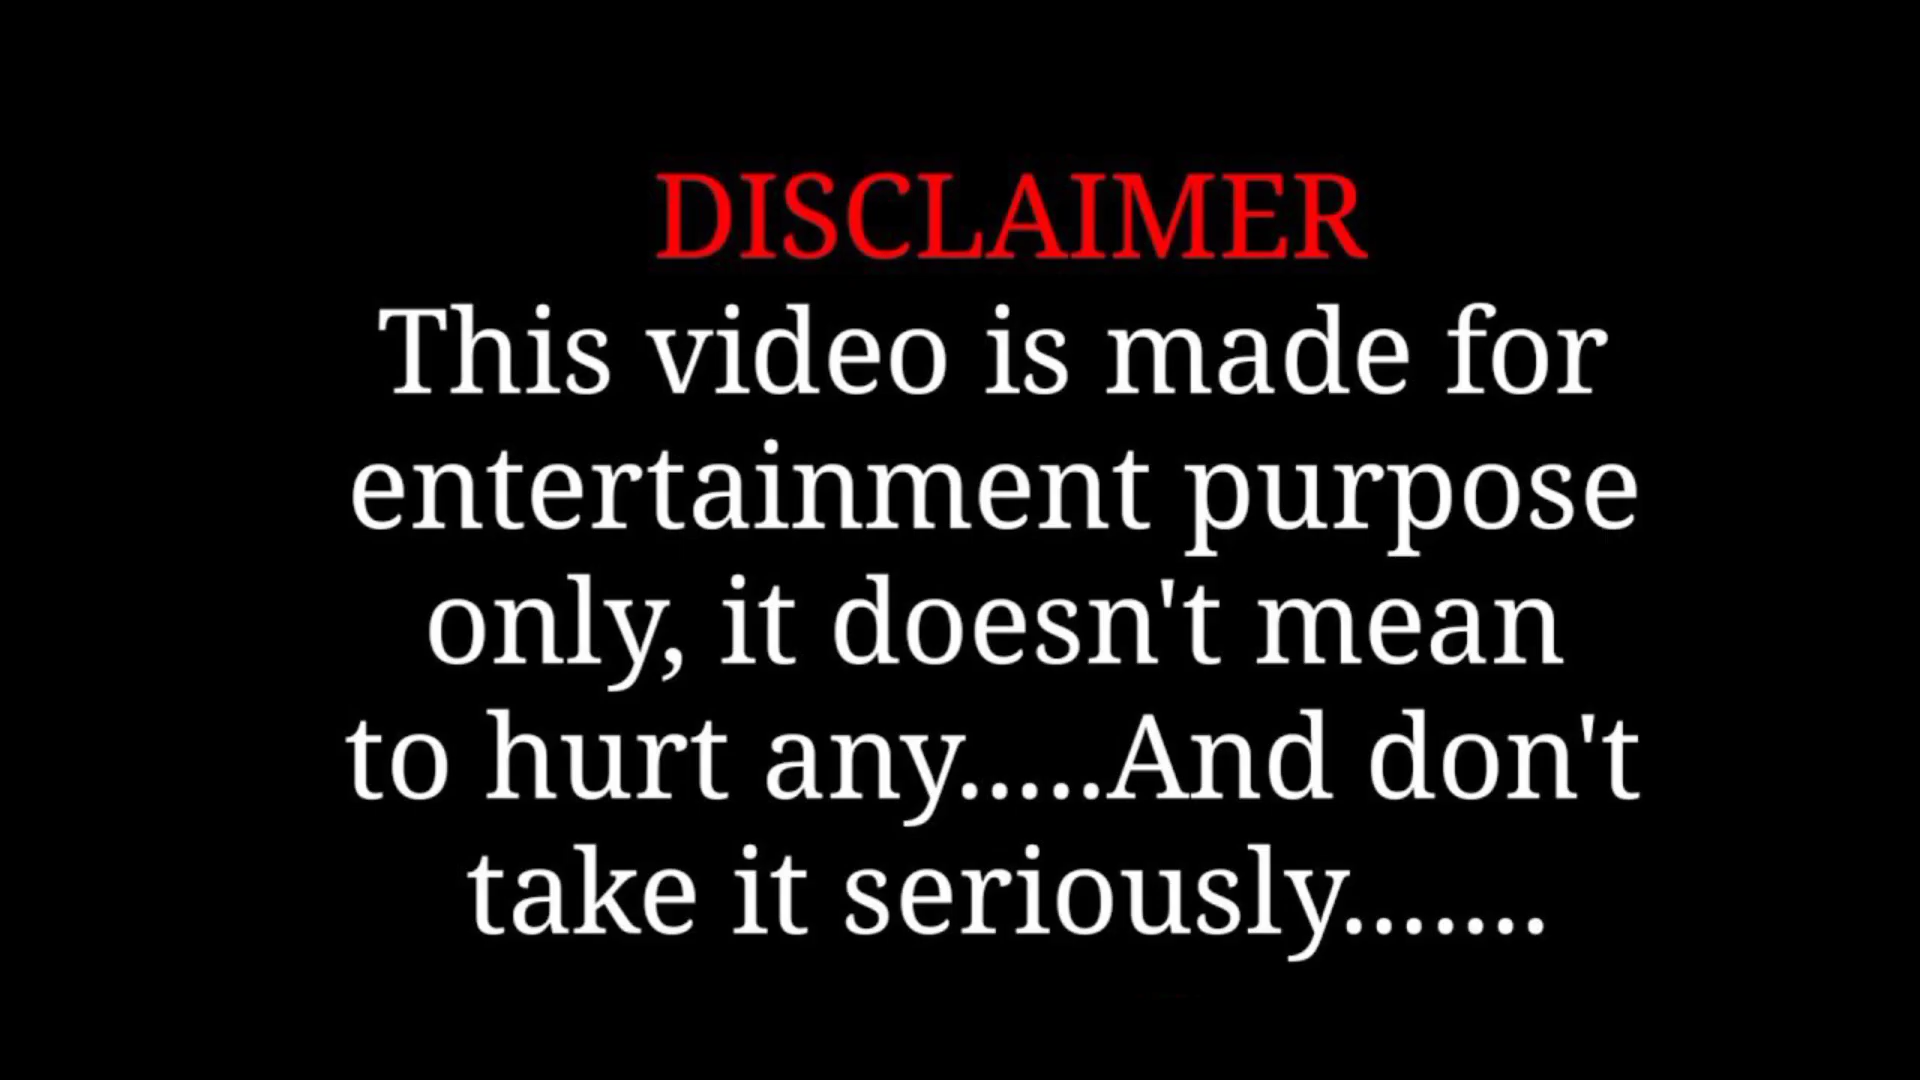 DISCLAIMER
This video is made for
entertainment purpose
only, it doesn't mean
to hurt any.....And don't
take it seriously.......